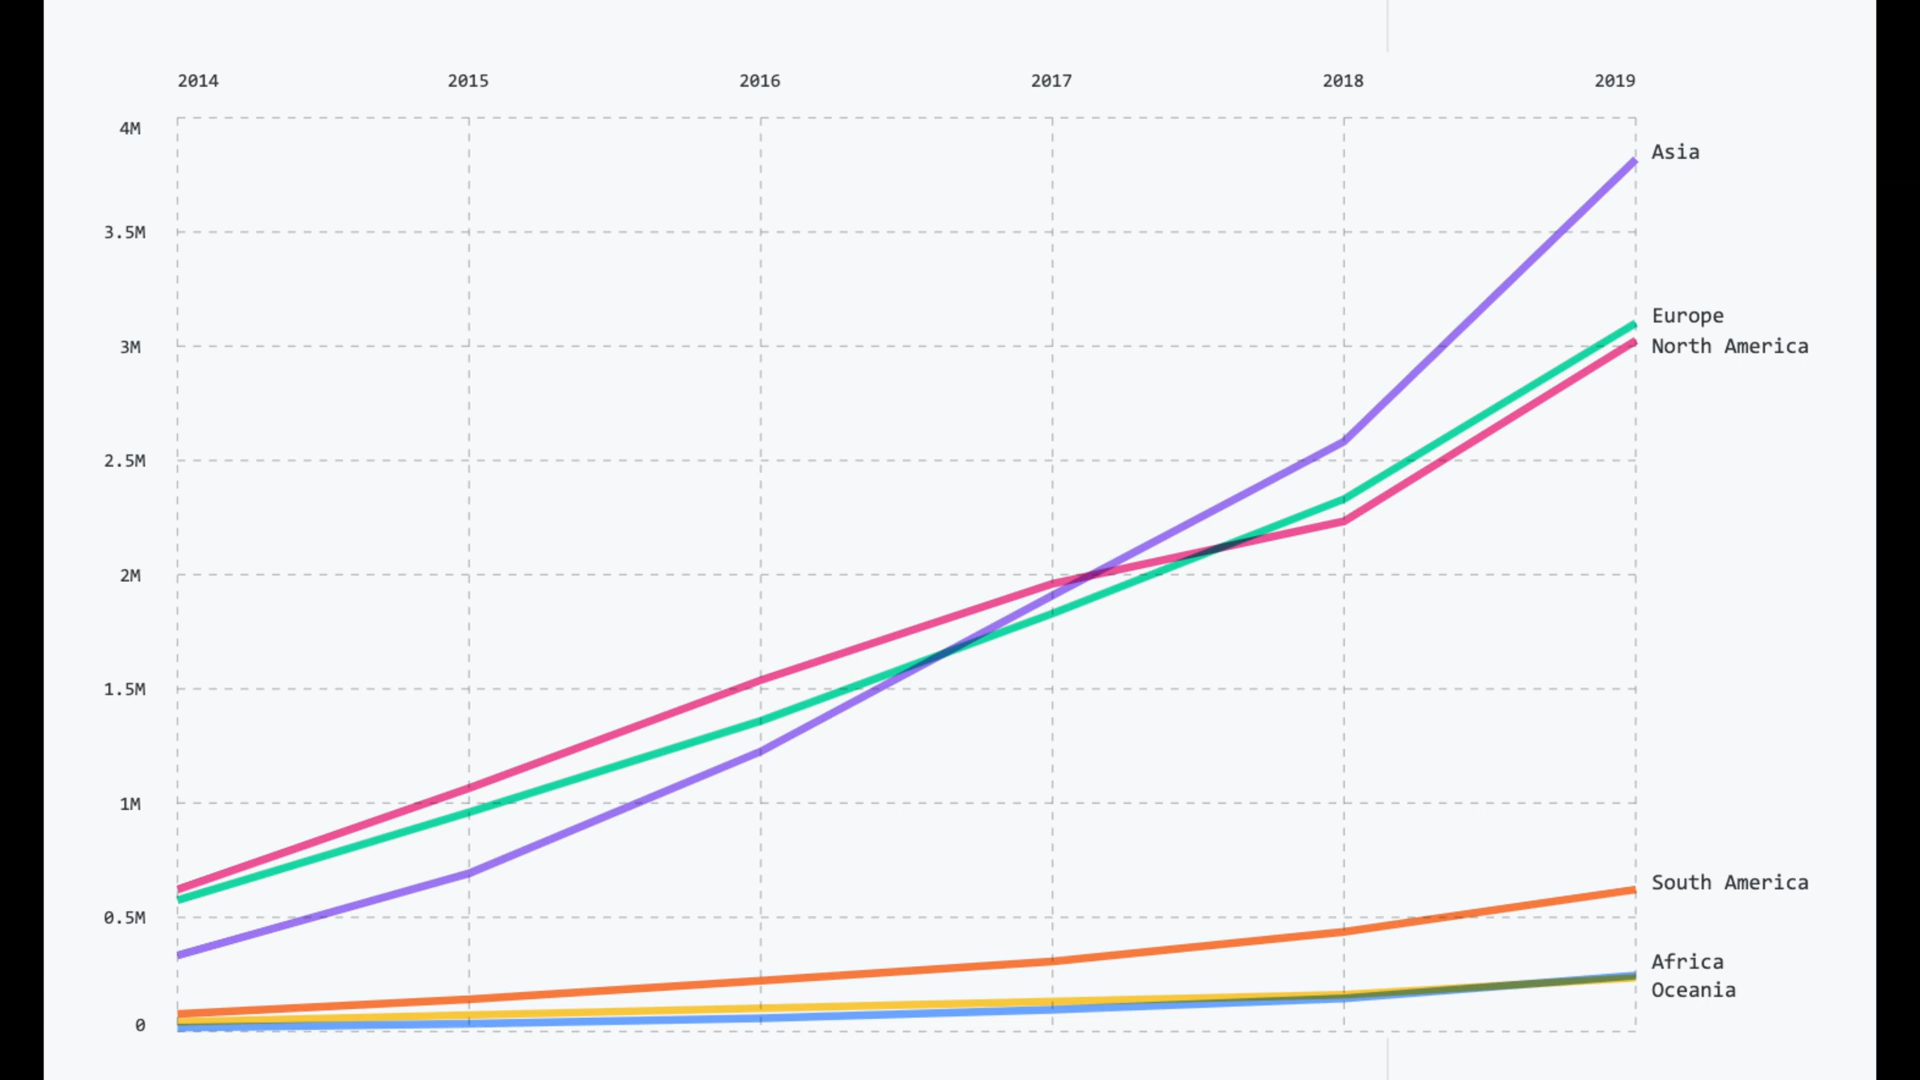 2014 2015 2016 2017 2018 2019
4M
Asia
3.5M
Europe
3M
North America
2.5M
2M
1.5M
1M
South America
0.5M
Africa
Oceania
0